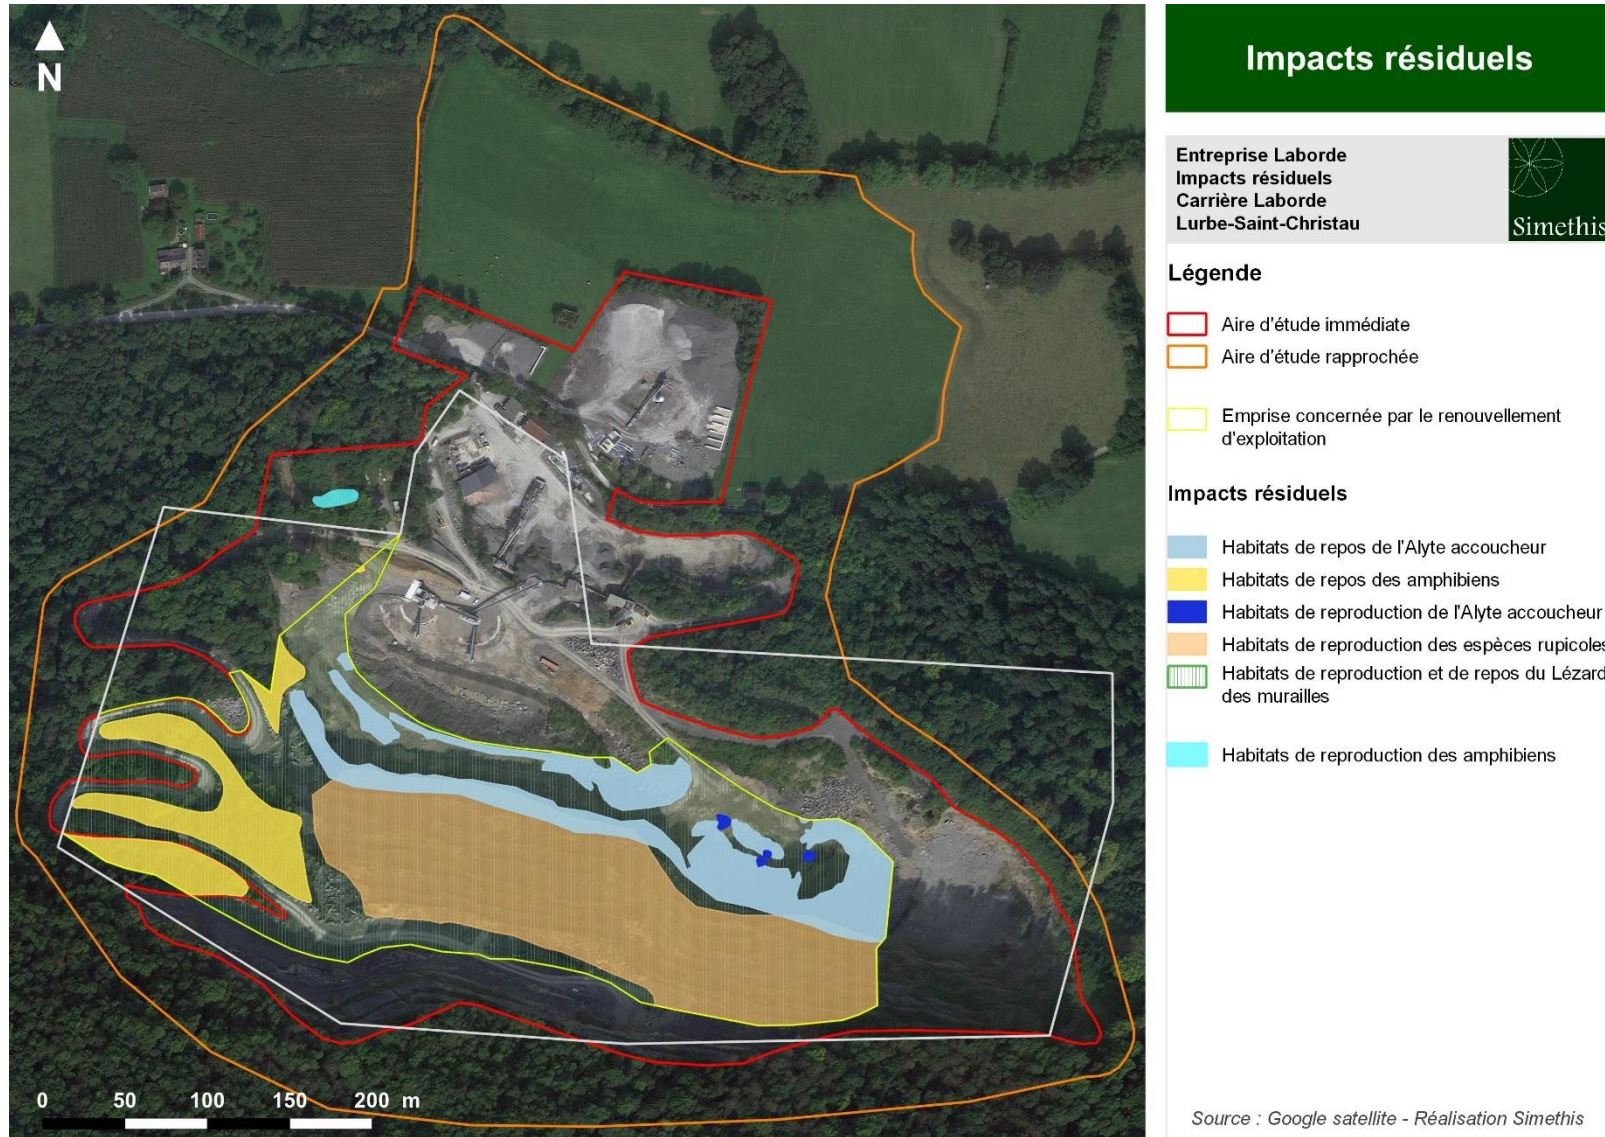 N
0 50 100 150 200 m
Impacts résiduels
Entreprise Laborde
Impacts résiduels
Carrière Laborde
Lurbe-Saint-Christau
Simethis
Légende
Aire d'étude immédiate
Aire d'étude rapprochée
Emprise concernée par le renouvellement
d'exploitation
Impacts résiduels
Habitats de repos de l'Alyte accoucheur
Habitats de repos des amphibiens
Habitats de reproduction de l'Alyte accoucheur
Habitats de reproduction des espèces rupicoles
Habitats de reproduction et de repos du Lézard
des murailles
Habitats de reproduction des amphibiens
Source : Google satellite - Réalisation Simethis